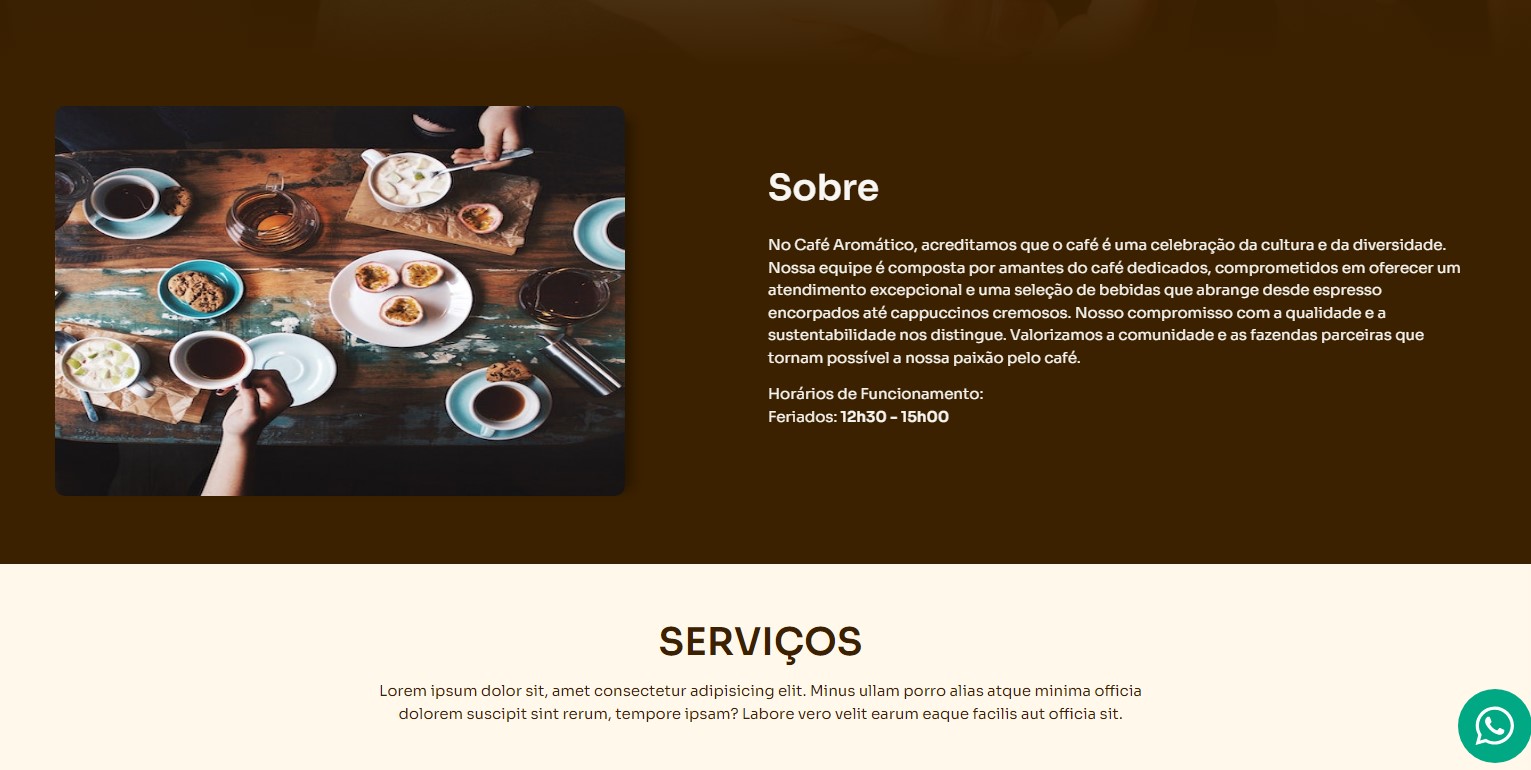 Sobre
No Café Aromático, acreditamos que o café é uma celebração da cultura e da diversidade.
Nossa equipe é composta por amantes do café dedicados, comprometidos em oferecer um
atendimento excepcional e uma seleção de bebidas que abrange desde espresso
encorpados até cappuccinos cremosos. Nosso compromisso com a qualidade e a
sustentabilidade nos distingue. Valorizamos a comunidade e as fazendas parceiras que
tornam possível a nossa paixão pelo café.
Horários de Funcionamento:
Feriados: 12h30 - 15h00
SERVIÇOS
Lorem ipsum dolor sit, amet consectetur adipisicing elit. Minus ullam porro alias atque minima officia
dolorem suscipit sint rerum, tempore ipsam? Labore vero velit earum eaque facilis aut officia sit.